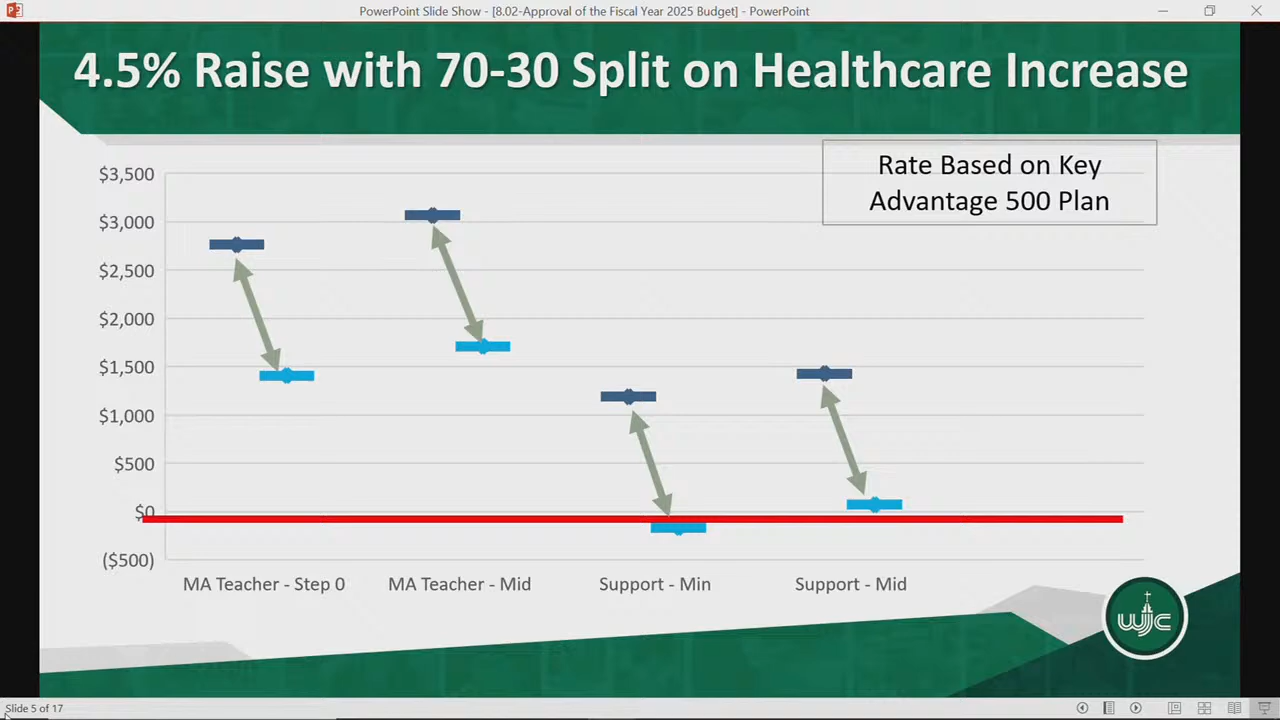 PowerPoint Slide Show - [8.02-Approval of the Fiscal Year 2025 Budget] - PowerPoint
4.5% Raise with 70-30 Split on Healthcare Increase
Rate Based on Key
Advantage 500 Plan
$3,500
$3,000
$2,500
$2,000
$1,500
$1,000
$500
$0
($500)
MA Teacher - Step 0
MA Teacher - Mid
Support - Min
Support - Mid
WJCC
Slide 5 of 17